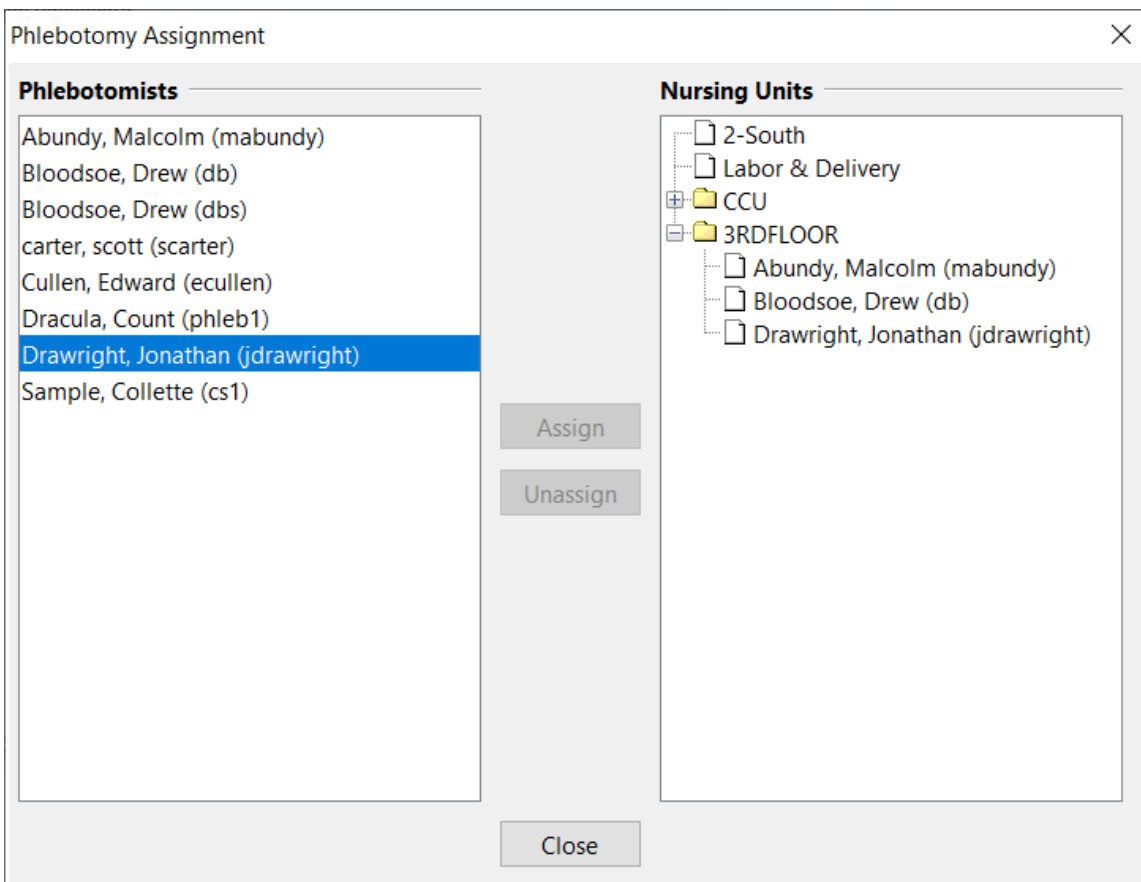 Phlebotomy Assignment
Phlebotomists
Abundy, Malcolm (mabundy)
Bloodsoe, Drew (db)
Bloodsoe, Drew (dbs)
carter, scott (scarter)
Cullen, Edward (ecullen)
Dracula, Count (phleb1)
Drawright, Jonathan (jdrawright)
Sample, Collette (cs1)
Assign
Unassign
Nursing Units
2-South
Labor & Delivery
CCU
3RDFLOOR
Abundy, Malcolm (mabundy)
Bloodsoe, Drew (db)
Drawright, Jonathan (jdrawright)
Close